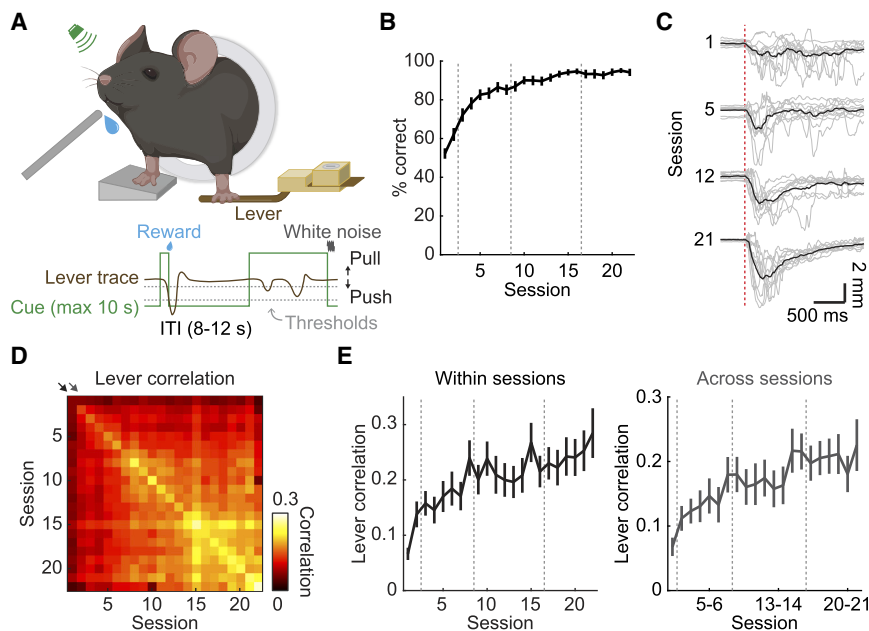 A
Lever
Reward
White noise
Lever trace
Pull
Push
Cue (max 10 s)
ITI (8-12 s)
Thresholds
B
% correct
100
80
60
40
20
0
5
10
15
20
Session
C
Session
1
5
12
21
2 mm
500 ms
D
Lever correlation
Session
5
10
15
20
5
10
15
20
Session
0.3
0
Correlation
E
Within sessions
Lever correlation
0.3
0.2
0.1
0
5
10
15
20
Session
Across sessions
Lever correlation
0.3
0.2
0.1
0
5-6
13-14
20-21
Session